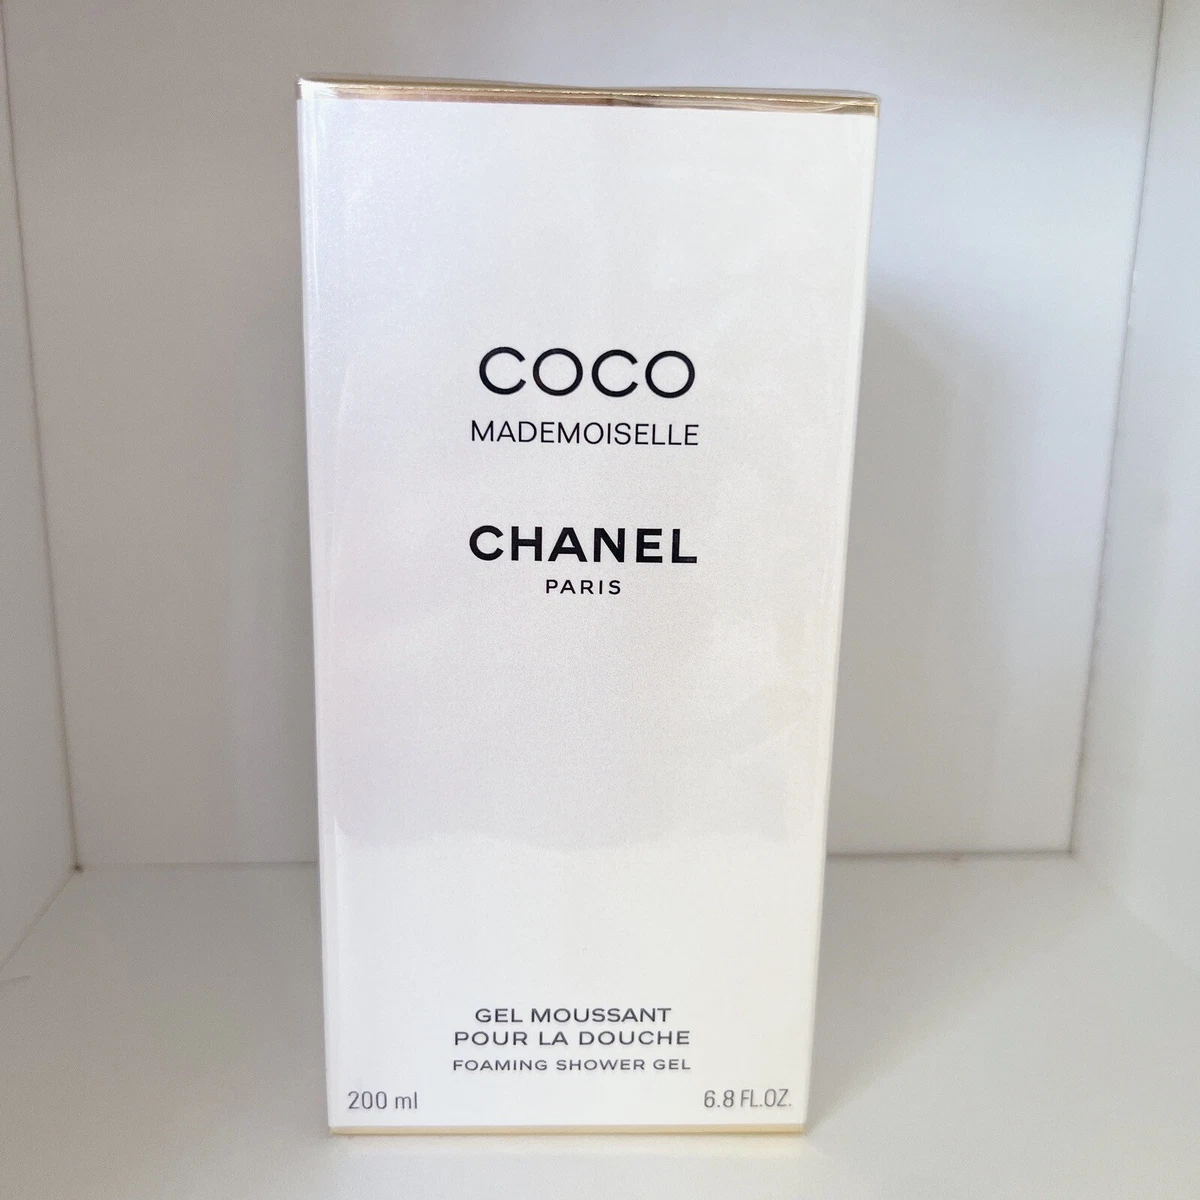 COCO
MADEMOISELLE
CHANEL
PARIS
GEL MOUSSANT
POUR LA DOUCHE
FOAMING SHOWER GEL
200 ml 6.8 FL.OZ.